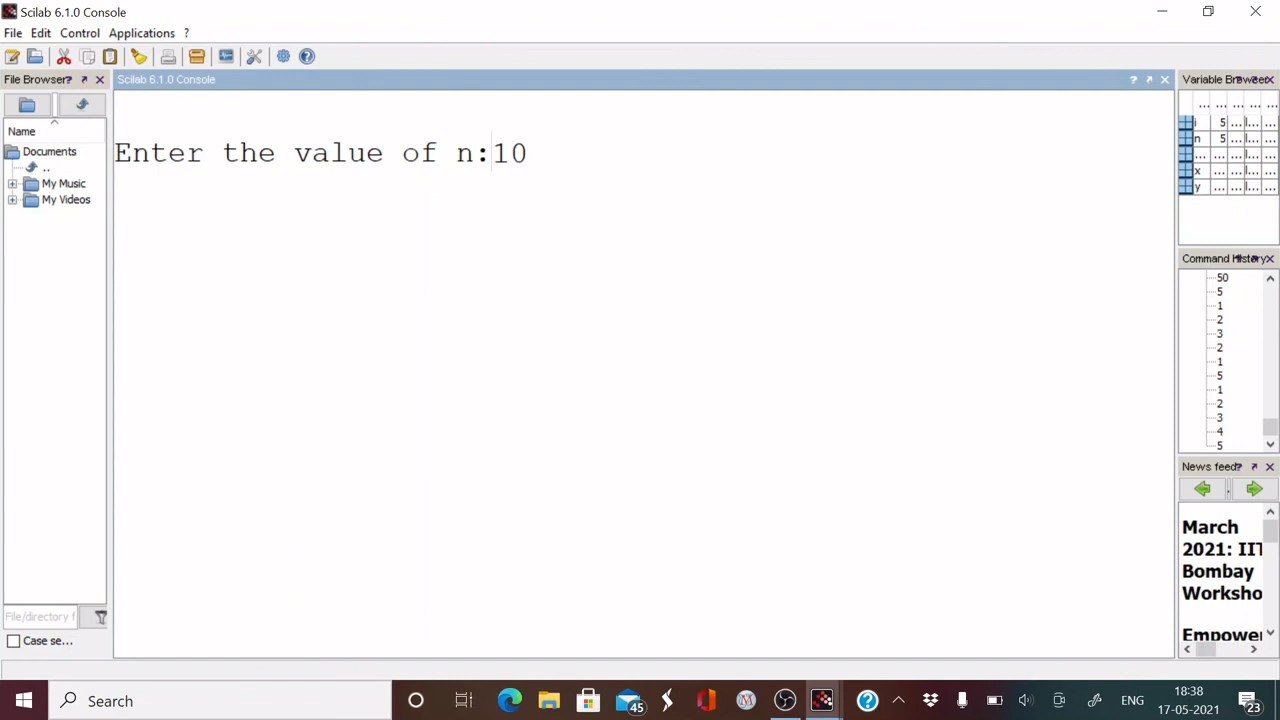 Scilab 6.1.0 Console
File Edit Control Applications ?
File Browser ?
Scilab 6.1.0 Console ?
Name
Documents
..
My Music
My Videos
File/directory f
Case se...
Enter the value of n:10
Variable Browser
... ... ... ...
i 5 ... I... ...
n 5 ... I... ...
... ... ... I... ...
x ... ... I... ...
y ... ... I... ...
Command History
50
5
1
2
3
2
1
5
1
2
3
4
5
News feed ?
March
2021: IIT
Bombay
Worksho
Empower
Search
45
ENG
18:38
17-05-2021
23